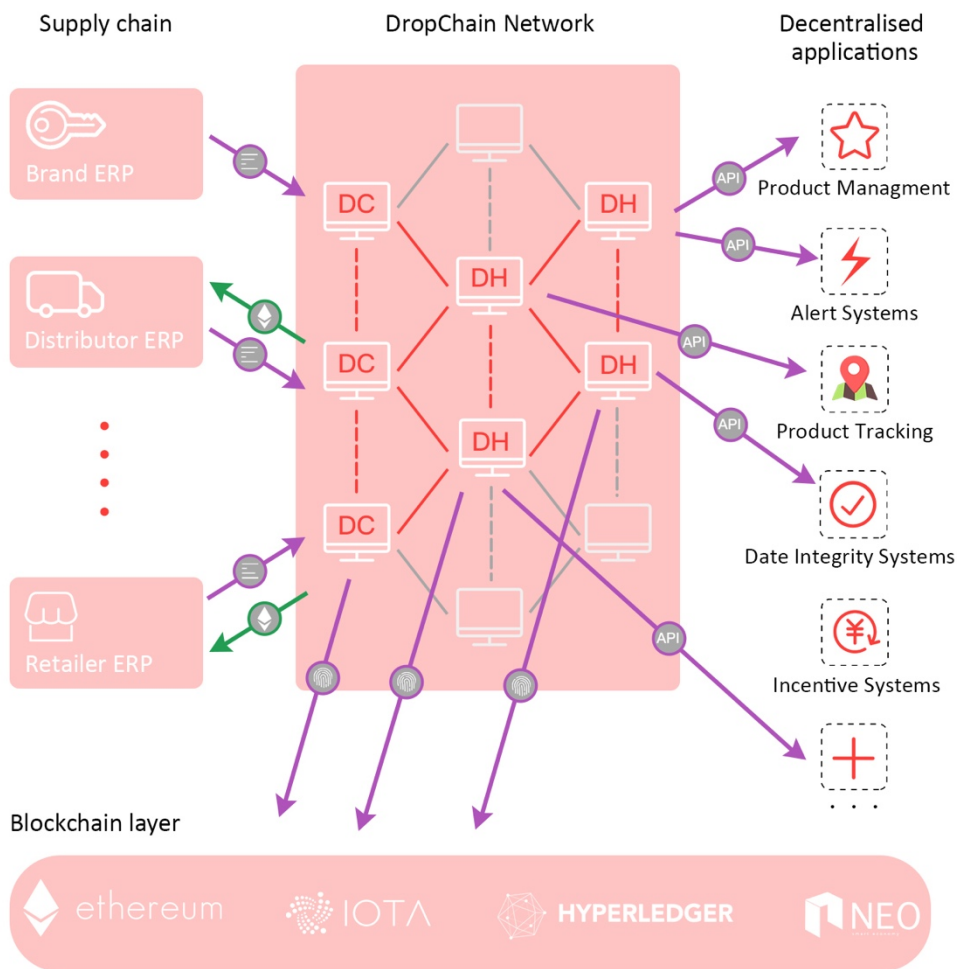 Supply chain
DropChain Network
Decentralised
applications
Brand ERP
DC
DH
API
Product Managment
API
DH
Alert Systems
Distributor ERP
API
DC
DH
Product Tracking
API
DH
DC
Date Integrity Systems
Retailer ERP
API
Incentive Systems
. . .
Blockchain layer
ethereum
IOTA
HYPERLEDGER
NEO